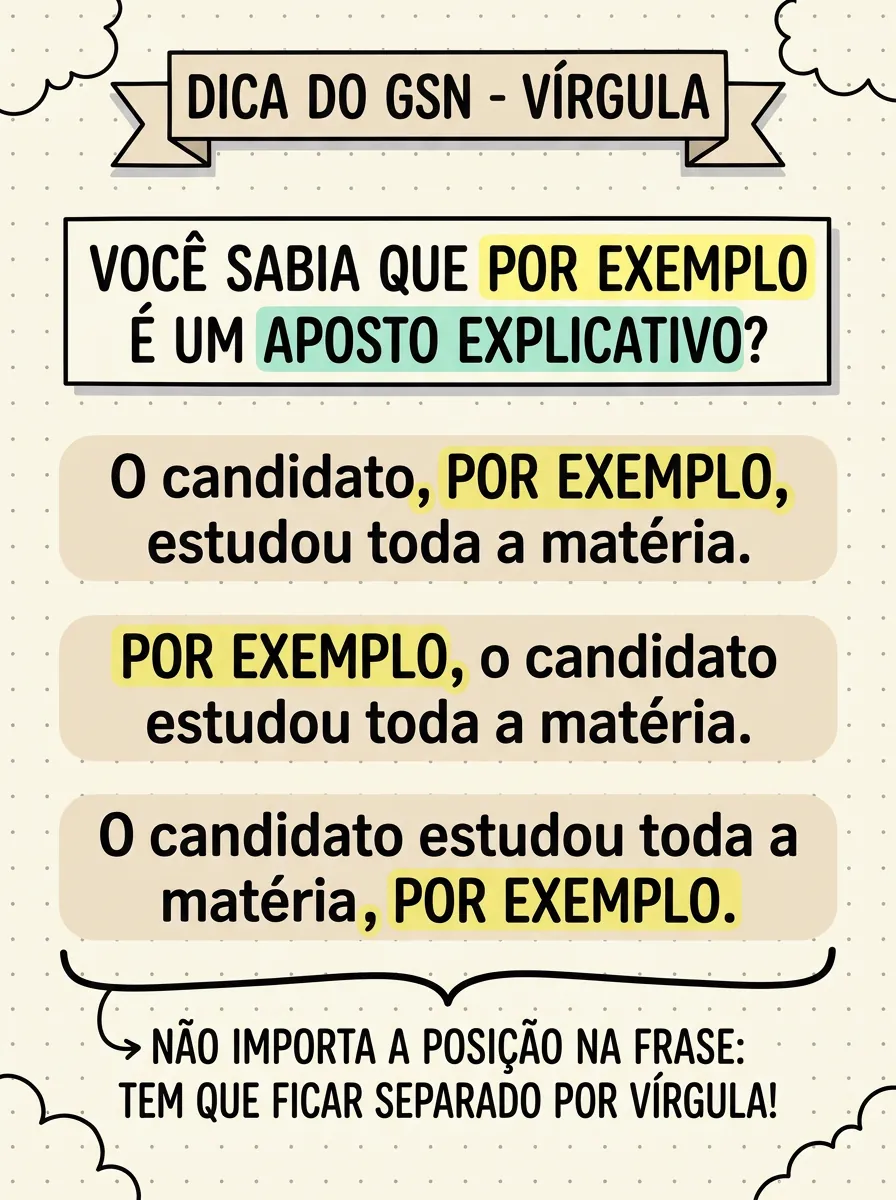 DICA DO GSN - VÍRGULA
VOCÊ SABIA QUE POR EXEMPLO
É UM APOSTO EXPLICATIVO?
O candidato, POR EXEMPLO,
estudou toda a matéria.
POR EXEMPLO, o candidato
estudou toda a matéria.
O candidato estudou toda a
matéria, POR EXEMPLO.
NÃO IMPORTA A POSIÇÃO NA FRASE:
TEM QUE FICAR SEPARADO POR VÍRGULA!